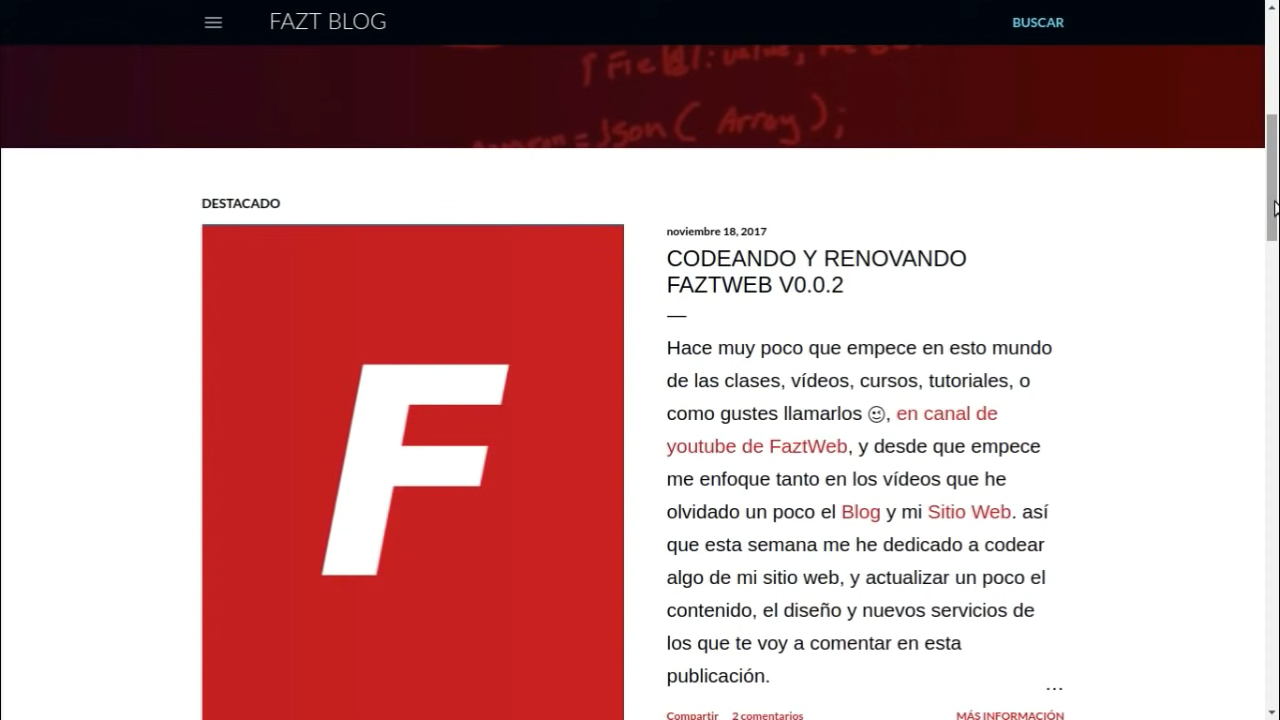 FAZT BLOG
BUSCAR
Json ( Array );
DESTACADO
F
noviembre 18, 2017
CODEANDO Y RENOVANDO
FAZTWEB V0.0.2
—
Hace muy poco que empece en esto mundo
de las clases, vídeos, cursos, tutoriales, o
como gustes llamarlos 😉, en canal de
youtube de FaztWeb, y desde que empece
me enfoque tanto en los vídeos que he
olvidado un poco el Blog y mi Sitio Web. así
que esta semana me he dedicado a codear
algo de mi sitio web, y actualizar un poco el
contenido, el diseño y nuevos servicios de
los que te voy a comentar en esta
publicación.
...
Compartir 2 comentarios MÁS INFORMACIÓN